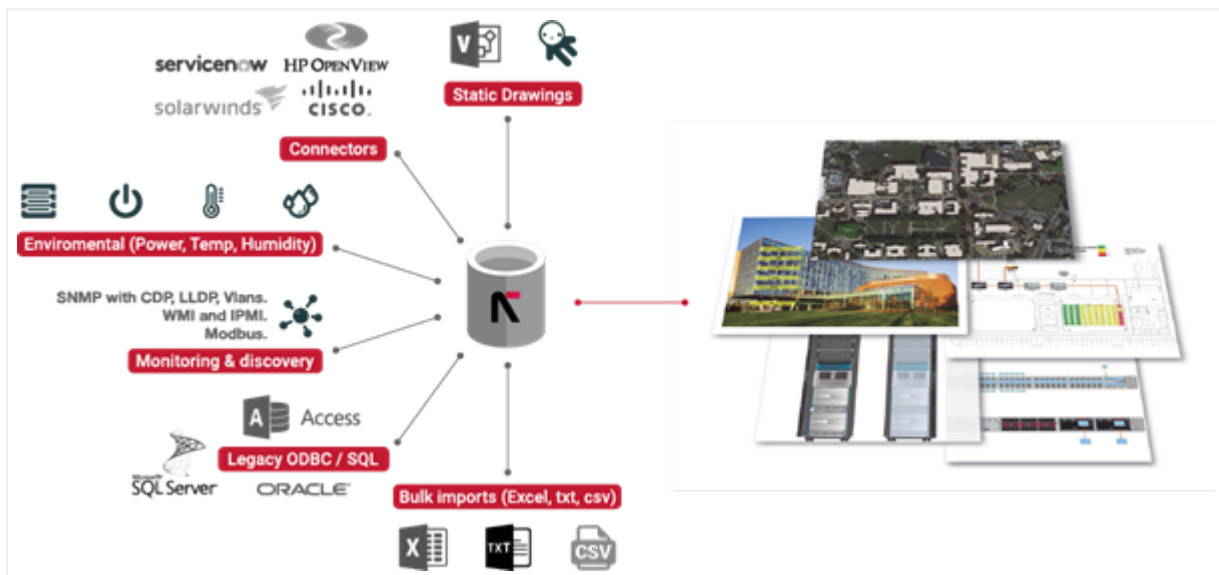 servicenow
HP OPENVIEW
solarwinds
CISCO.
Connectors
V
Static Drawings
Enviromental (Power, Temp, Humidity)
SNMP with CDP, LLDP, Vlans.
WMI and IPMI.
Modbus.
Monitoring & discovery
A
Access
Legacy ODBC / SQL
Microsoft
SQL Server
ORACLE
Bulk imports (Excel, txt, csv)
X
TXT
CSV